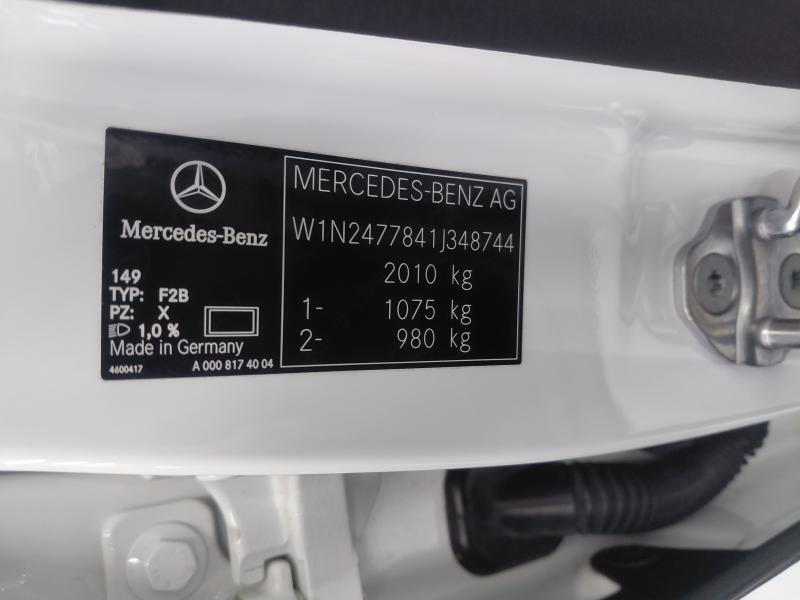 Mercedes-Benz
149
TYP: F2B
PZ: X
1,0 %
Made in Germany
4600417 A 000 817 40 04
MERCEDES-BENZ AG
W1N2477841J348744
2010 kg
1- 1075 kg
2- 980 kg